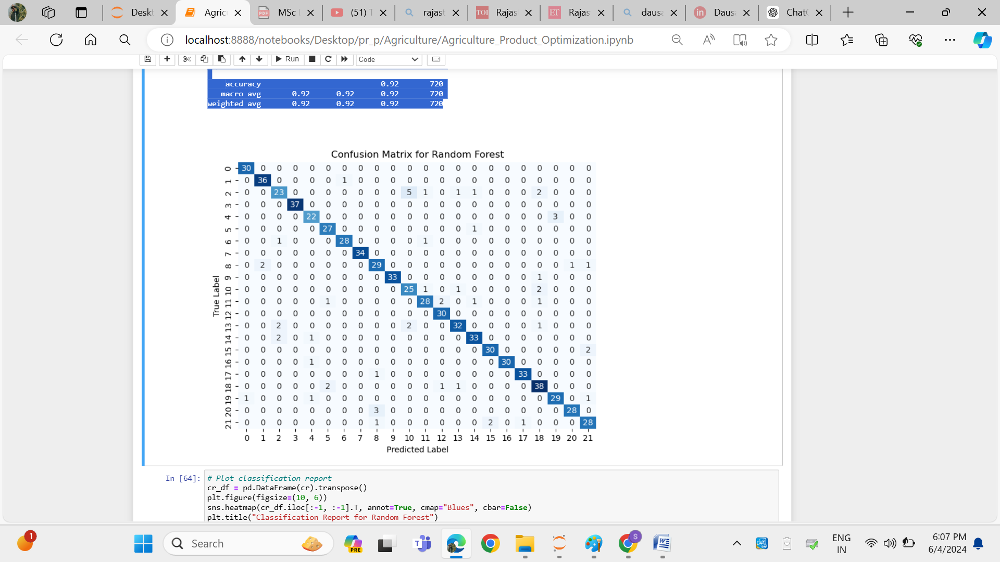 Deskt
Agric
MSc
(51) T
rajast
TOI Rajas
ET Rajas
dausa
in Daus
Chat
localhost:8888/notebooks/Desktop/pr_p/Agriculture/Agriculture_Product_Optimization.ipynb
Run
Code
accuracy 0.92 720
macro avg 0.92 0.92 0.92 720
weighted avg 0.92 0.92 0.92 720
Confusion Matrix for Random Forest
0 30 0 0 0 0 0 0 0 0 0 0 0 0 0 0 0 0 0 0 0 0 0
1 0 36 0 0 0 0 1 0 0 0 0 0 0 0 0 0 0 0 0 0 0 0
2 0 0 23 0 0 0 0 0 0 0 5 1 0 1 1 0 0 0 2 0 0 0
3 0 0 0 37 0 0 0 0 0 0 0 0 0 0 0 0 0 0 0 0 0 0
4 0 0 0 0 22 0 0 0 0 0 0 0 0 0 0 0 0 0 0 3 0 0
5 0 0 0 0 0 27 0 0 0 0 0 0 0 0 1 0 0 0 0 0 0 0
6 0 0 1 0 0 0 28 0 0 0 0 1 0 0 0 0 0 0 0 0 0 0
7 0 0 0 0 0 0 0 34 0 0 0 0 0 0 0 0 0 0 0 0 0 0
8 0 2 0 0 0 0 0 0 29 0 0 0 0 0 0 0 0 0 0 0 1 1
9 0 0 0 0 0 0 0 0 0 33 0 0 0 0 0 0 0 0 1 0 0 0
10 0 0 0 0 0 0 0 0 0 0 25 1 0 1 0 0 0 0 2 0 0 0
11 0 0 0 0 0 1 0 0 0 0 0 28 2 0 1 0 0 0 1 0 0 0
12 0 0 0 0 0 0 0 0 0 0 0 0 30 0 0 0 0 0 0 0 0 0
13 0 0 2 0 0 0 0 0 0 0 2 0 0 32 0 0 0 0 1 0 0 0
14 0 0 2 0 1 0 0 0 0 0 0 0 0 0 33 0 0 0 0 0 0 0
15 0 0 0 0 0 0 0 0 0 0 0 0 0 0 0 30 0 0 0 0 0 2
16 0 0 0 0 1 0 0 0 0 0 0 0 0 0 0 0 30 0 0 0 0 0
17 0 0 0 0 0 0 0 0 1 0 0 0 0 0 0 0 0 33 0 0 0 0
18 0 0 0 0 0 2 0 0 0 0 0 0 1 1 0 0 0 0 38 0 0 0
19 1 0 0 0 1 0 0 0 0 0 0 0 0 0 0 0 0 0 0 29 0 1
20 0 0 0 0 0 0 0 0 3 0 0 0 0 0 0 0 0 0 0 0 28 0
21 0 0 0 0 0 0 0 0 1 0 0 0 0 0 0 2 0 1 0 0 0 28
True Label
0 1 2 3 4 5 6 7 8 9 10 11 12 13 14 15 16 17 18 19 20 21
Predicted Label
In [64]: # Plot classification report
cr_df = pd.DataFrame(cr).transpose()
plt.figure(figsize=(10, 6))
sns.heatmap(cr_df.iloc[:-1, :-1].T, annot=True, cmap="Blues", cbar=False)
plt.title("Classification Report for Random Forest")
1
Search
PRE
T
S
W
ENG
IN
6:07 PM
6/4/2024